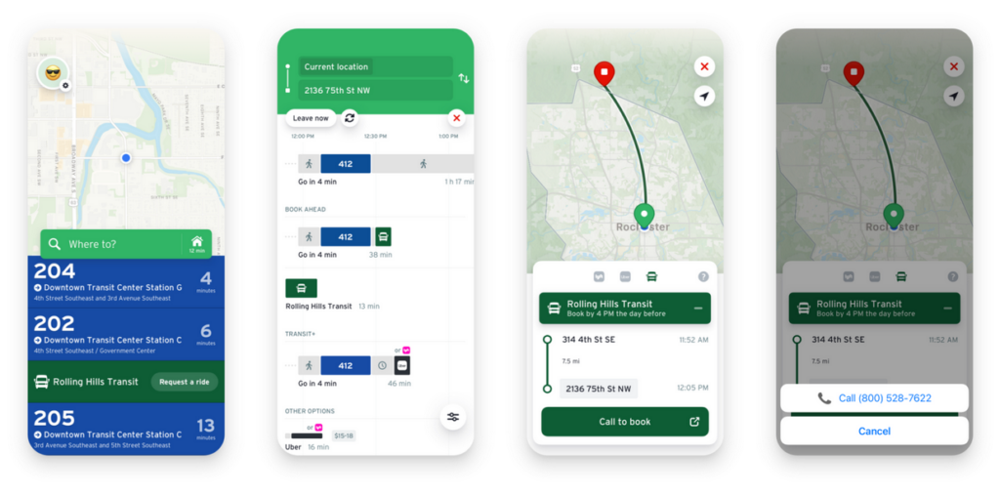 Where to?
12 min
204
Downtown Transit Center Station G
4th Street Southeast and 3rd Avenue Southeast
4
minutes
202
Downtown Transit Center Station C
4th Street Southeast / Government Center
6
minutes
Rolling Hills Transit
Request a ride
205
Downtown Transit Center Station C
3rd Avenue Southeast and 5th Street Southeast
13
minutes
Current location
2136 75th St NW
Leave now
12:00 PM
12:30 PM
1:00 PM
412
Go in 4 min
1 h 17 min
BOOK AHEAD
412
Go in 4 min
38 min
Rolling Hills Transit 13 min
TRANSIT+
or
412
Uber
Go in 4 min
46 min
OTHER OPTIONS
or
$15-18
Uber 16 min
Rochester
Rolling Hills Transit
Book by 4 PM the day before
314 4th St SE
11:52 AM
7.5 mi
2136 75th St NW
12:05 PM
Call to book
Rochester
Rolling Hills Transit
Book by 4 PM the day before
314 4th St SE
11:52 AM
7.5 mi
Call (800) 528-7622
Cancel